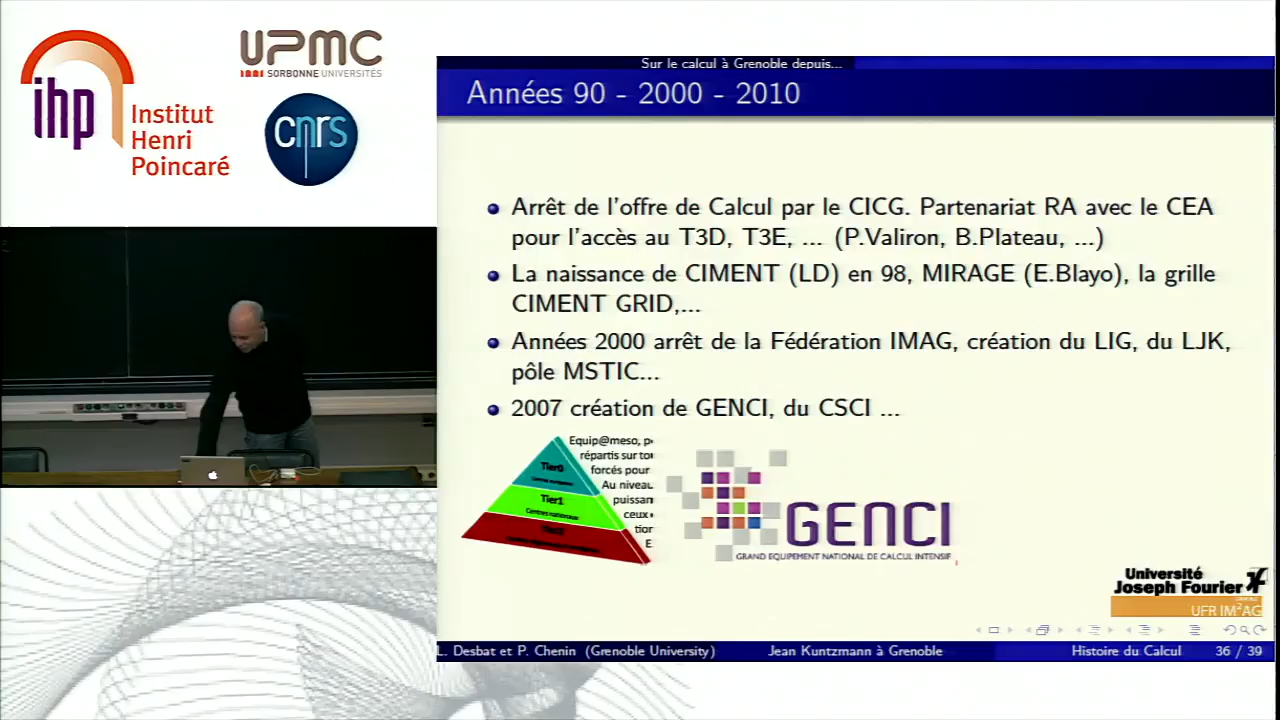 ihp
Institut
Henri
Poincaré
UPMC
SORBONNE UNIVERSITÉS
cnrs
Sur le calcul à Grenoble depuis...
Années 90 - 2000 - 2010
Arrêt de l'offre de Calcul par le CICG. Partenariat RA avec le CEA
pour l'accès au T3D, T3E, ... (P.Valiron, B.Plateau, ...)
La naissance de CIMENT (LD) en 98, MIRAGE (E.Blayo), la grille
CIMENT GRID,...
Années 2000 arrêt de la Fédération IMAG, création du LIG, du LJK,
pôle MSTIC...
2007 création de GENCI, du CSCI ...
Equip@meso, p
répartis sur to
forcés pour
Au niveau
puissan
ceux
tion
E
Tier0
Tier1
Centres nationaux
GENCI
GRAND EQUIPEMENT NATIONAL DE CALCUL INTENSIF
Université
Joseph Fourier
UFR IM²AG
L. Desbat et P. Chenin (Grenoble University)
Jean Kuntzmann à Grenoble
Histoire du Calcul
36 / 39